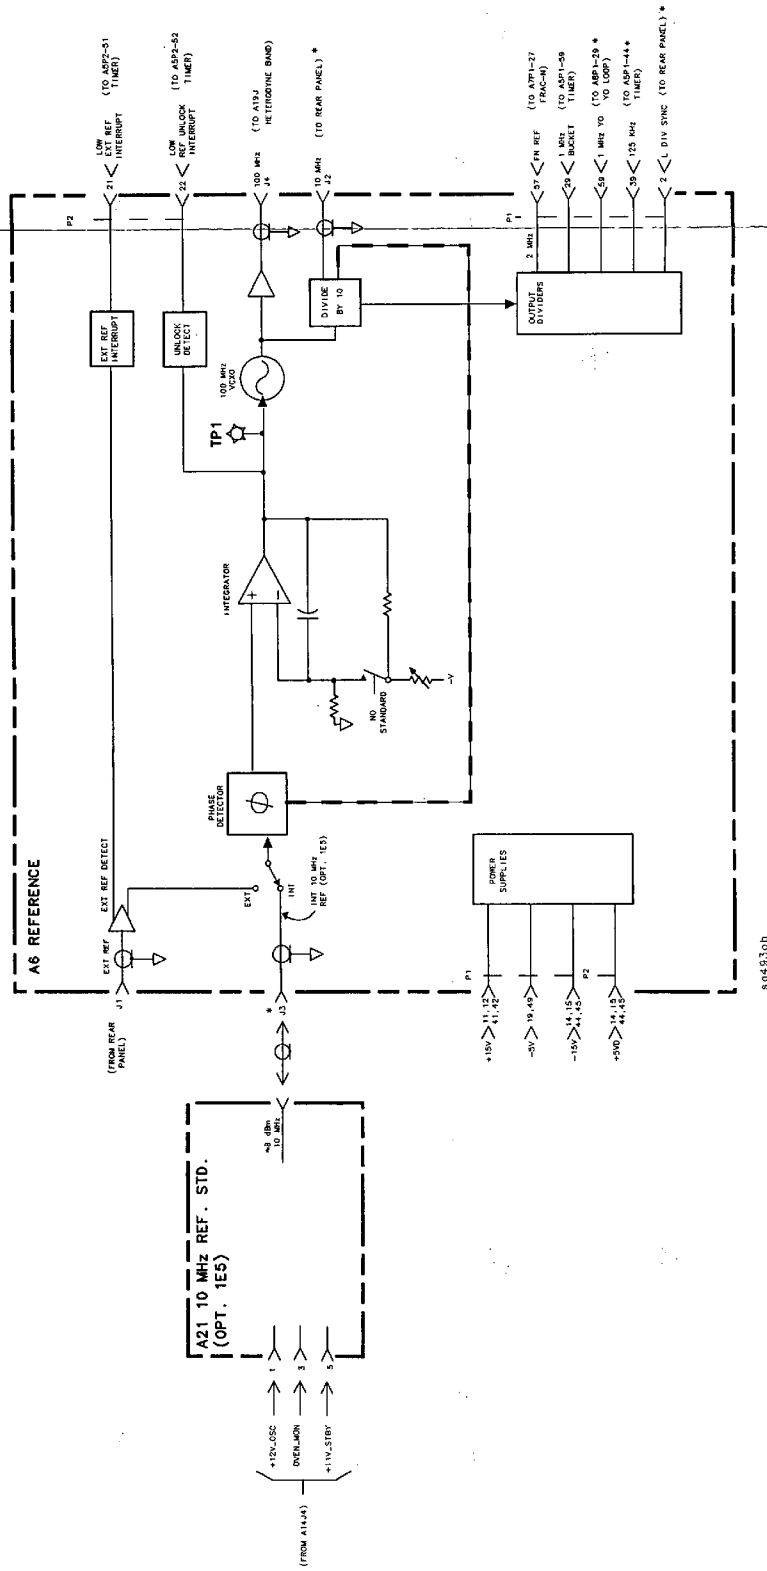 A6 REFERENCE
(FROM REAR
PANEL)
J1
EXT REF
EXT REF DETECT
EXT REF
INTERRUPT
P2
21
LOW
EXT REF
INTERRUPT
(TO A5P2-51
TIMER)
UNLOCK
DETECT
22
LOW
REF UNLOCK
INTERRUPT
(TO A5P2-52
TIMER)
A21 10 MHz REF. STD.
(OPT. 1E5)
(FROM A14J4)
+12V_OSC
1
OVEN_MON
3
+11V_STBY
5
≈8 dBm
10 MHz
*
J3
EXT
INT
INT 10 MHz
REF (OPT. 1E5)
PHASE
DETECTOR
Φ
INTEGRATOR
+
-
NO
STANDARD
-V
TP1
100 MHz
VCXO
100 MHz
J4
(TO A19J
HETERODYNE BAND)
DIVIDE
BY 10
10 MHz
J2
(TO REAR PANEL) *
OUTPUT
DIVIDERS
P1
2 MHz
57
FN REF
(TO A7P1-27
FRAC-N)
29
1 MHz
BUCKET
(TO A5P1-59
TIMER)
59
1 MHz YO
(TO A8P1-29 *
YO LOOP)
39
125 KHz
(TO A5P1-44 *
TIMER)
2
L DIV SYNC
(TO REAR PANEL) *
POWER
SUPPLIES
P1
+15V
11,12
41,42
-5V
19,49
P2
-15V
14,15
44,45
+5VD
14,15
44,45
sg493gb